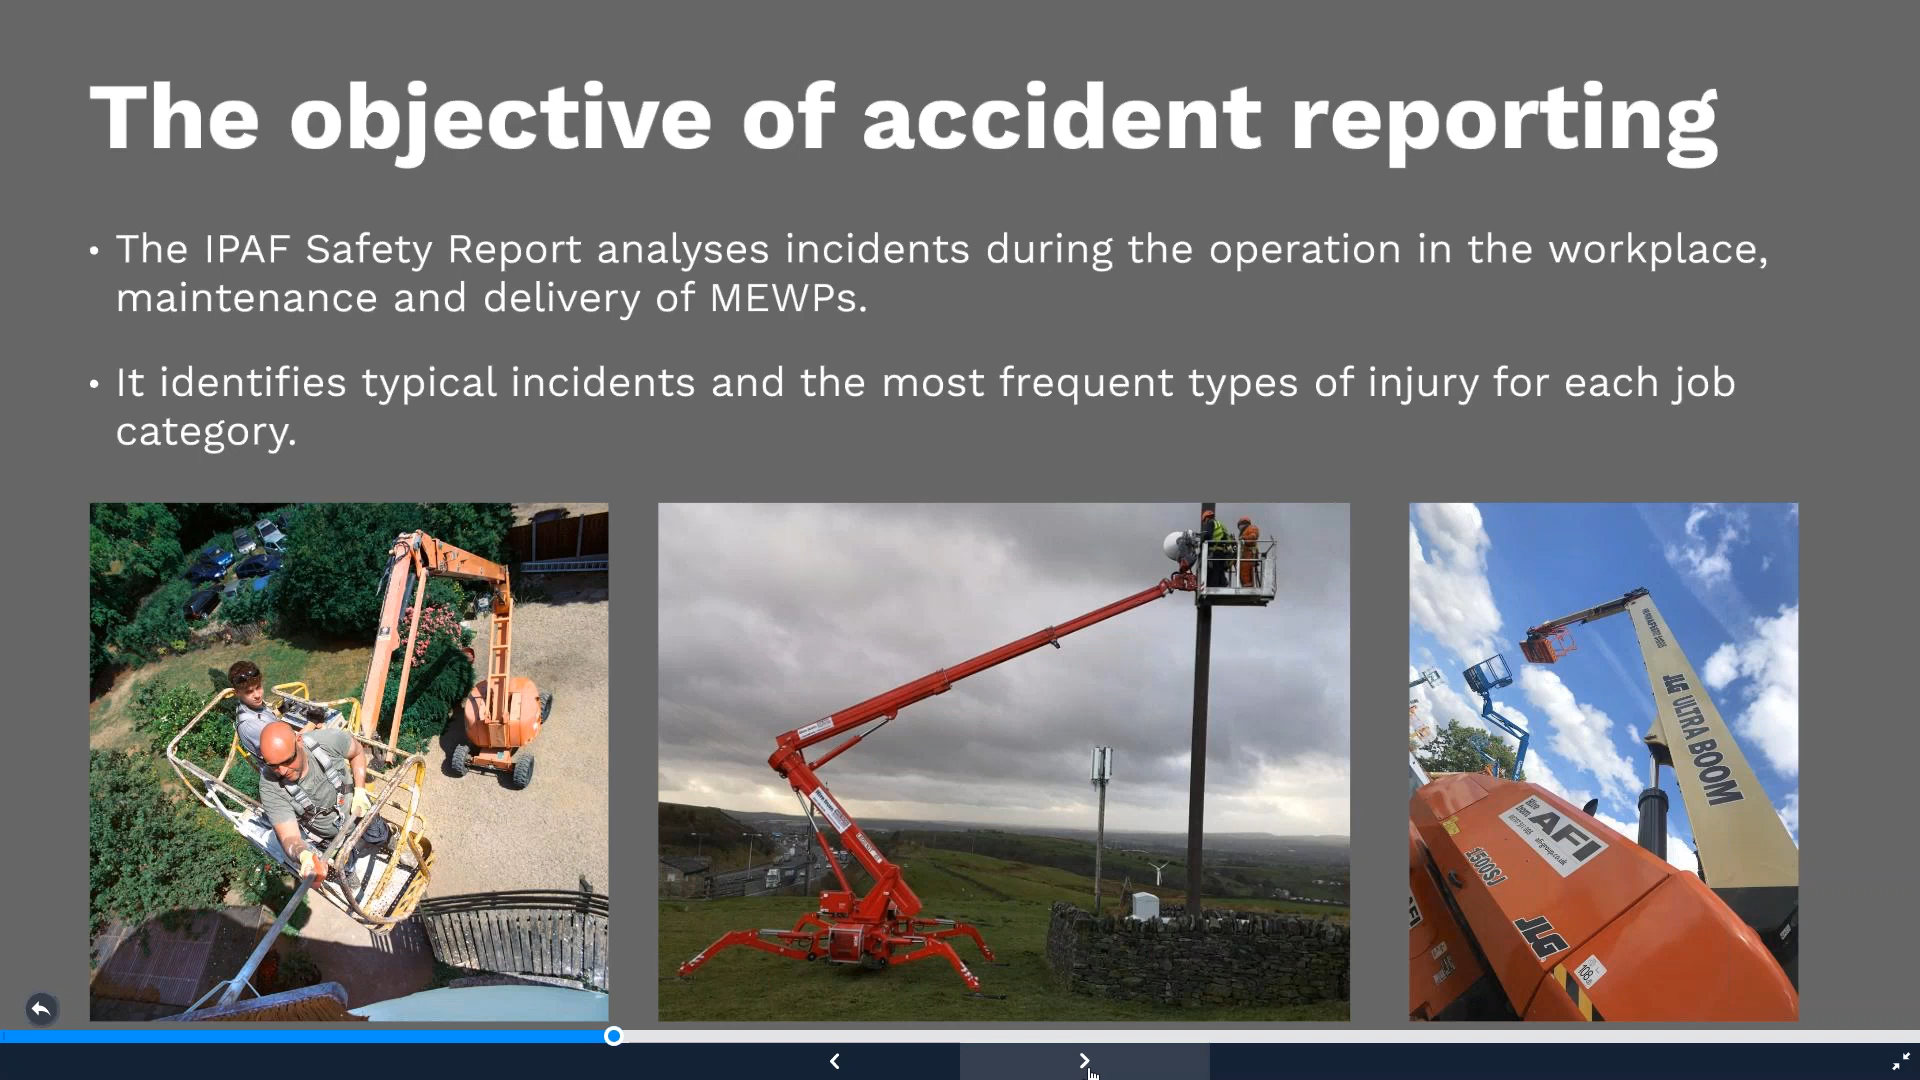 The objective of accident reporting
• The IPAF Safety Report analyses incidents during the operation in the workplace,
maintenance and delivery of MEWPs.
• It identifies typical incidents and the most frequent types of injury for each job
category.
JLG ULTRA BOOM
AFI
1500SJ
JLG